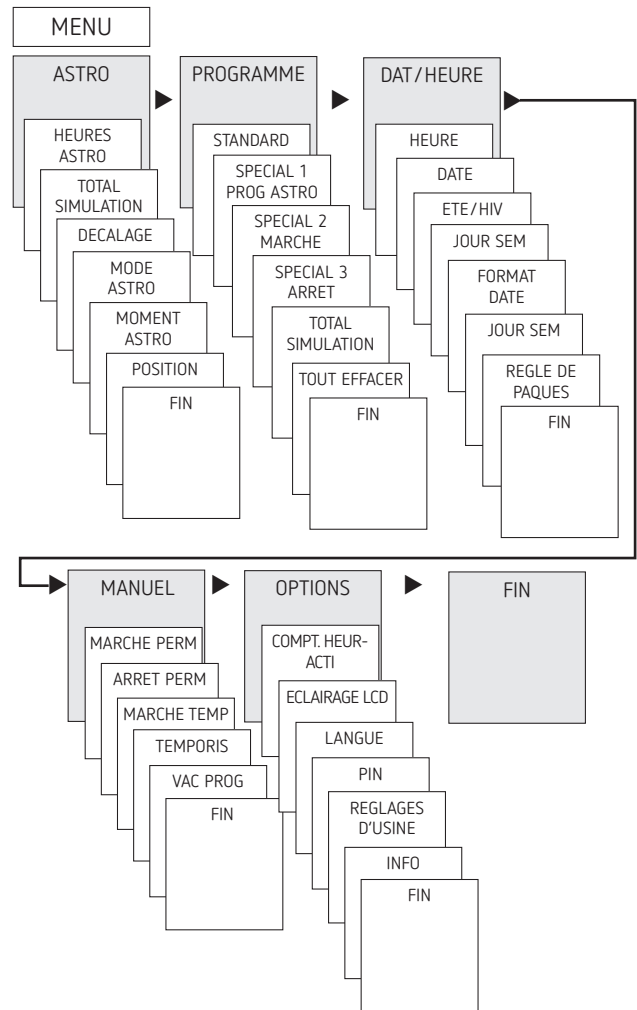 MENU
ASTRO
HEURES
ASTRO
TOTAL
SIMULATION
DECALAGE
MODE
ASTRO
MOMENT
ASTRO
POSITION
FIN
PROGRAMME
STANDARD
SPECIAL 1
PROG ASTRO
SPECIAL 2
MARCHE
SPECIAL 3
ARRET
TOTAL
SIMULATION
TOUT EFFACER
FIN
DAT/HEURE
HEURE
DATE
ETE/HIV
JOUR SEM
FORMAT
DATE
JOUR SEM
REGLE DE
PAQUES
FIN
MANUEL
MARCHE PERM
ARRET PERM
MARCHE TEMP
TEMPORIS
VAC PROG
FIN
OPTIONS
COMPT. HEUR-
ACTI
ECLAIRAGE LCD
LANGUE
PIN
REGLAGES
D'USINE
INFO
FIN
FIN